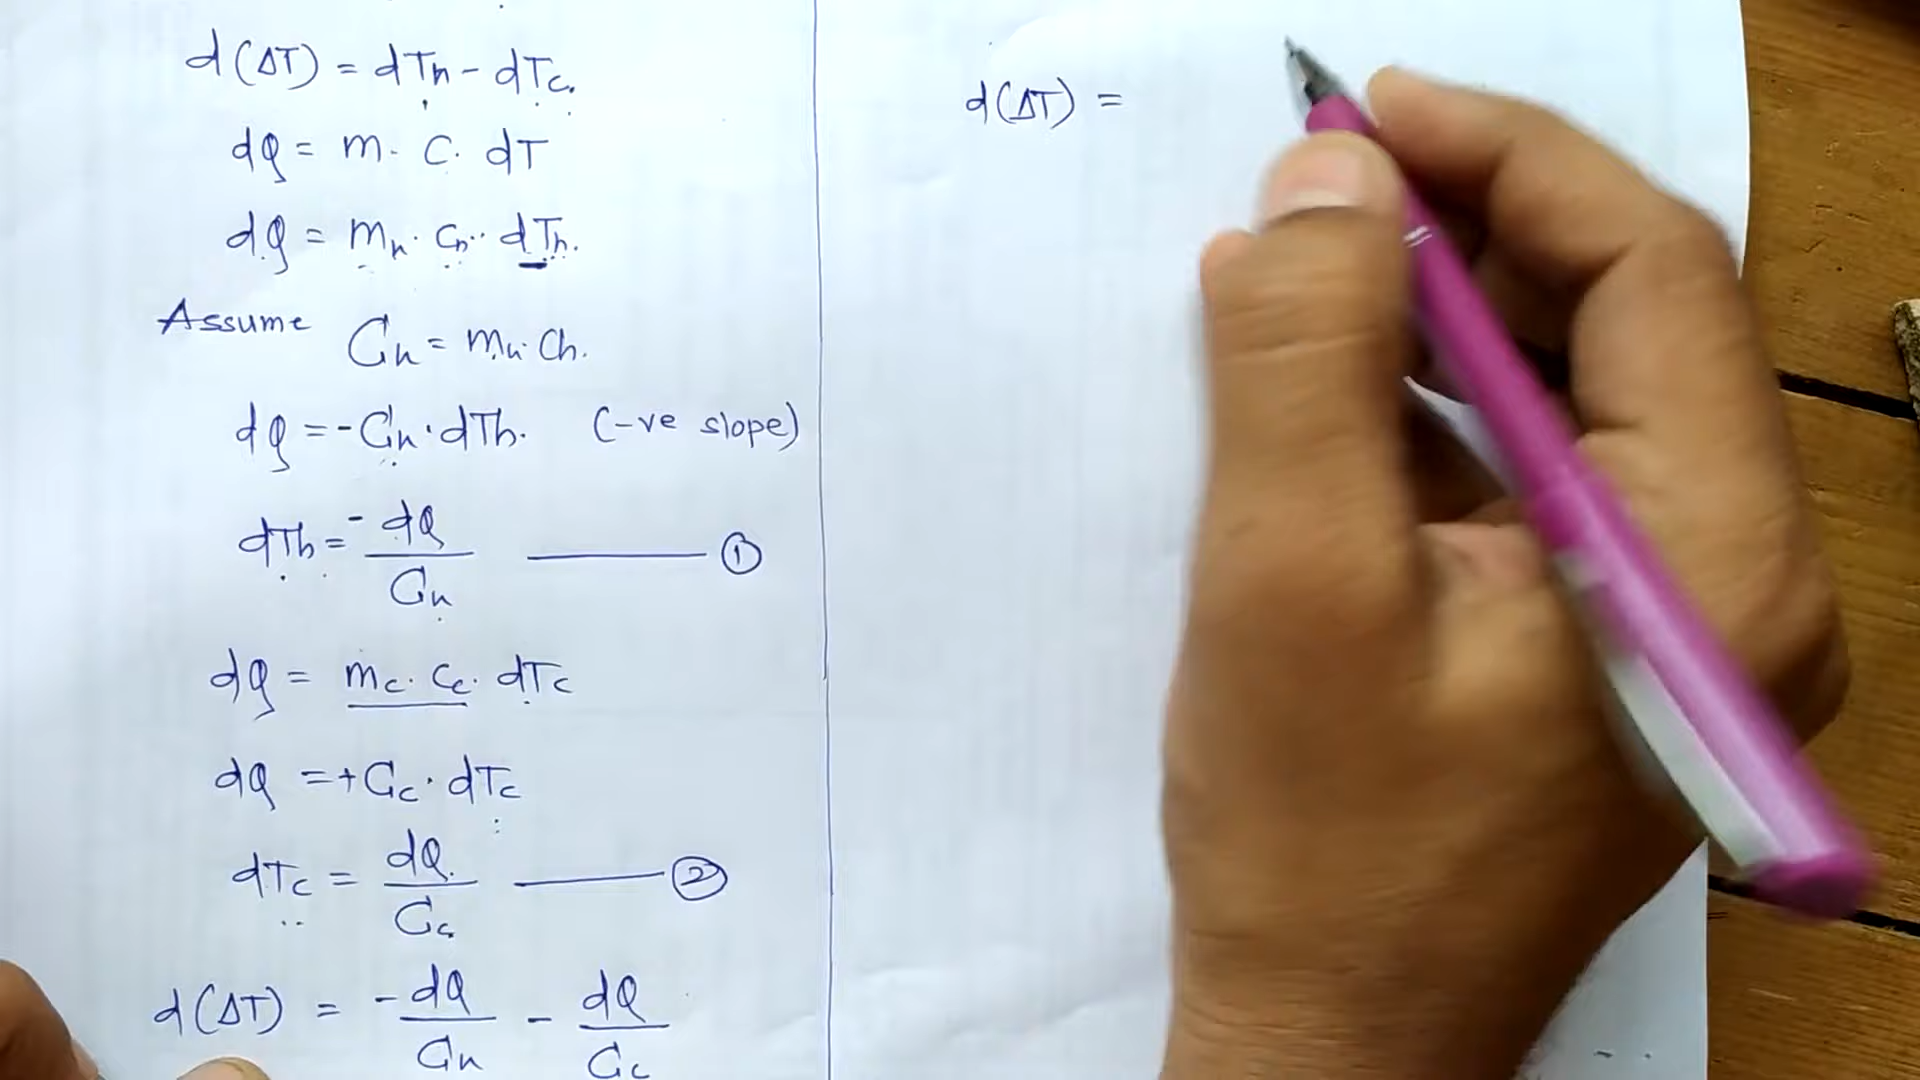 d(ΔT) = dTh - dTc.
dQ = m. C. dT
dQ = mh. Ch. dTh.
Assume Ch = mh. Ch.
dQ = -Ch. dTh. (-ve slope)
dTh = -dQ/Ch ——— ①
dQ = mc. Cc. dTc
dQ = +Cc. dTc
dTc = dQ/Cc ——— ②
d(ΔT) = -dQ/Ch - dQ/Cc
d(ΔT) =